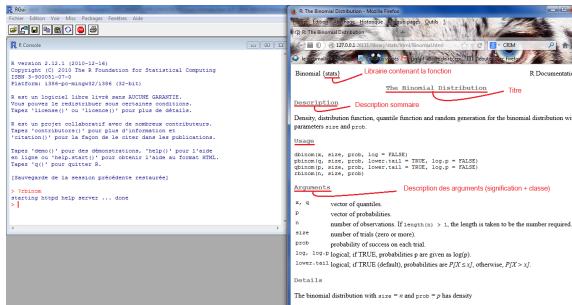 RGui
Fichier Edition Voir Misc Packages Fenêtres Aide
R Console
R version 2.12.1 (2010-12-16)
Copyright (C) 2010 The R Foundation for Statistical Computing
ISBN 3-900051-07-0
Platform: i386-pc-mingw32/i386 (32-bit)
R est un logiciel libre livré sans AUCUNE GARANTIE.
Vous pouvez le redistribuer sous certaines conditions.
Tapez 'license()' ou 'licence()' pour plus de détails.
R est un projet collaboratif avec de nombreux contributeurs.
Tapez 'contributors()' pour plus d'information et
'citation()' pour la façon de le citer dans les publications.
Tapez 'demo()' pour des démonstrations, 'help()' pour l'aide
en ligne ou 'help.start()' pour obtenir l'aide au format HTML.
Tapez 'q()' pour quitter R.
[Sauvegarde de la session précédente restaurée]
> ?rbinom
starting httpd help server ... done
>
R: The Binomial Distribution - Mozilla Firefox
Edition Affichage Historique Marque-pages Outils ?
R: The Binomial Distribution
127.0.0.1
CRIM
Binomial {stats}
Librairie contenant la fonction
R Documentatio
The Binomial Distribution
Titre
Description
Description sommaire
Density, distribution function, quantile function and random generation for the binomial distribution wi
parameters size and prob.
Usage
dbinom(x, size, prob, log = FALSE)
pbinom(q, size, prob, lower.tail = TRUE, log.p = FALSE)
qbinom(p, size, prob, lower.tail = TRUE, log.p = FALSE)
rbinom(n, size, prob)
Arguments
Description des arguments (signification + classe)
x, q vector of quantiles.
p vector of probabilities.
n number of observations. If length(n) > 1, the length is taken to be the number required.
size number of trials (zero or more).
prob probability of success on each trial.
log, log.p logical; if TRUE, probabilities p are given as log(p).
lower.tail logical; if TRUE (default), probabilities are P[X ≤ x], otherwise, P[X > x].
Details
The binomial distribution with size = n and prob = p has density